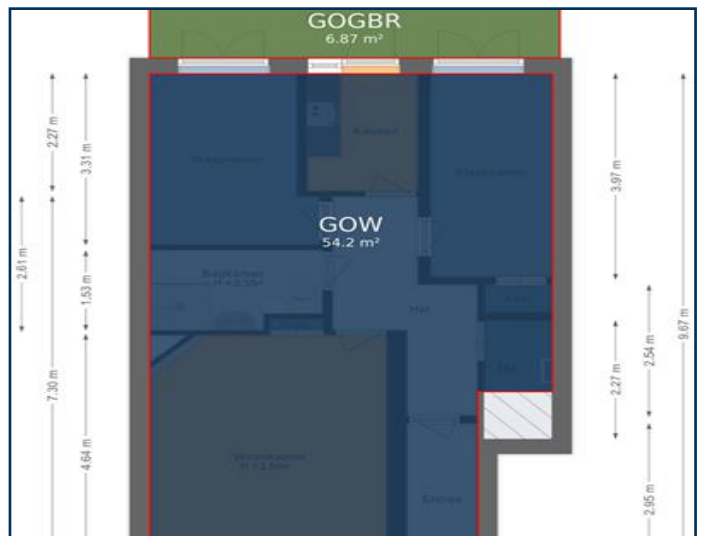 GOGBR
6.87 m²
2.27 m
3.31 m
Keuken
3.97 m
GOW
54.2 m²
2.61 m
1.53 m
Badkamer
Hal
9.67 m
2.54 m
2.27 m
7.30 m
4.64 m
Woonkamer
Entree
2.95 m